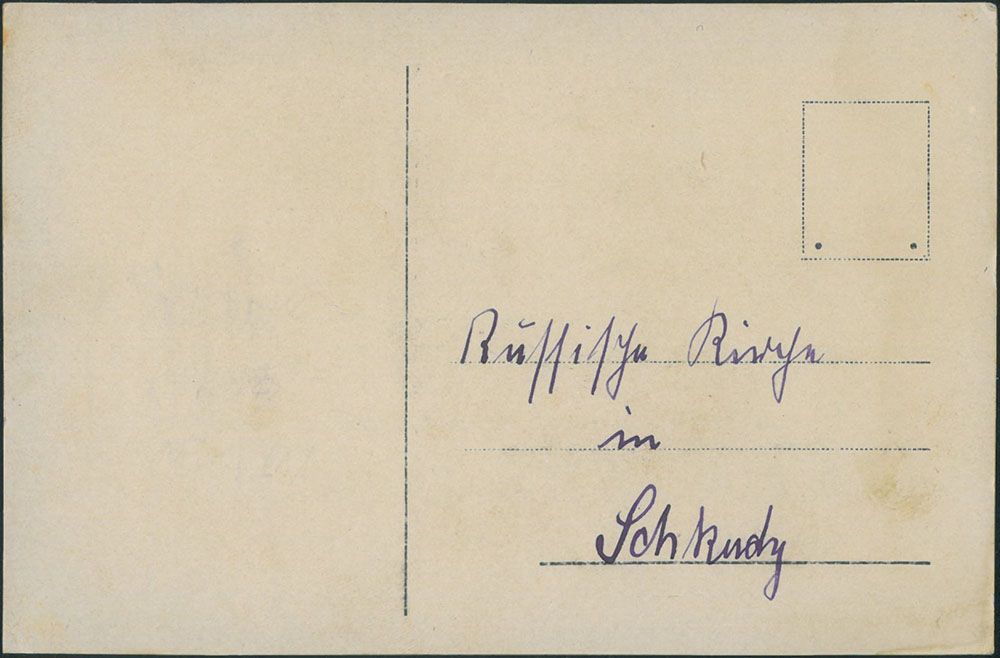 Russische Kirche
in
Schkudy